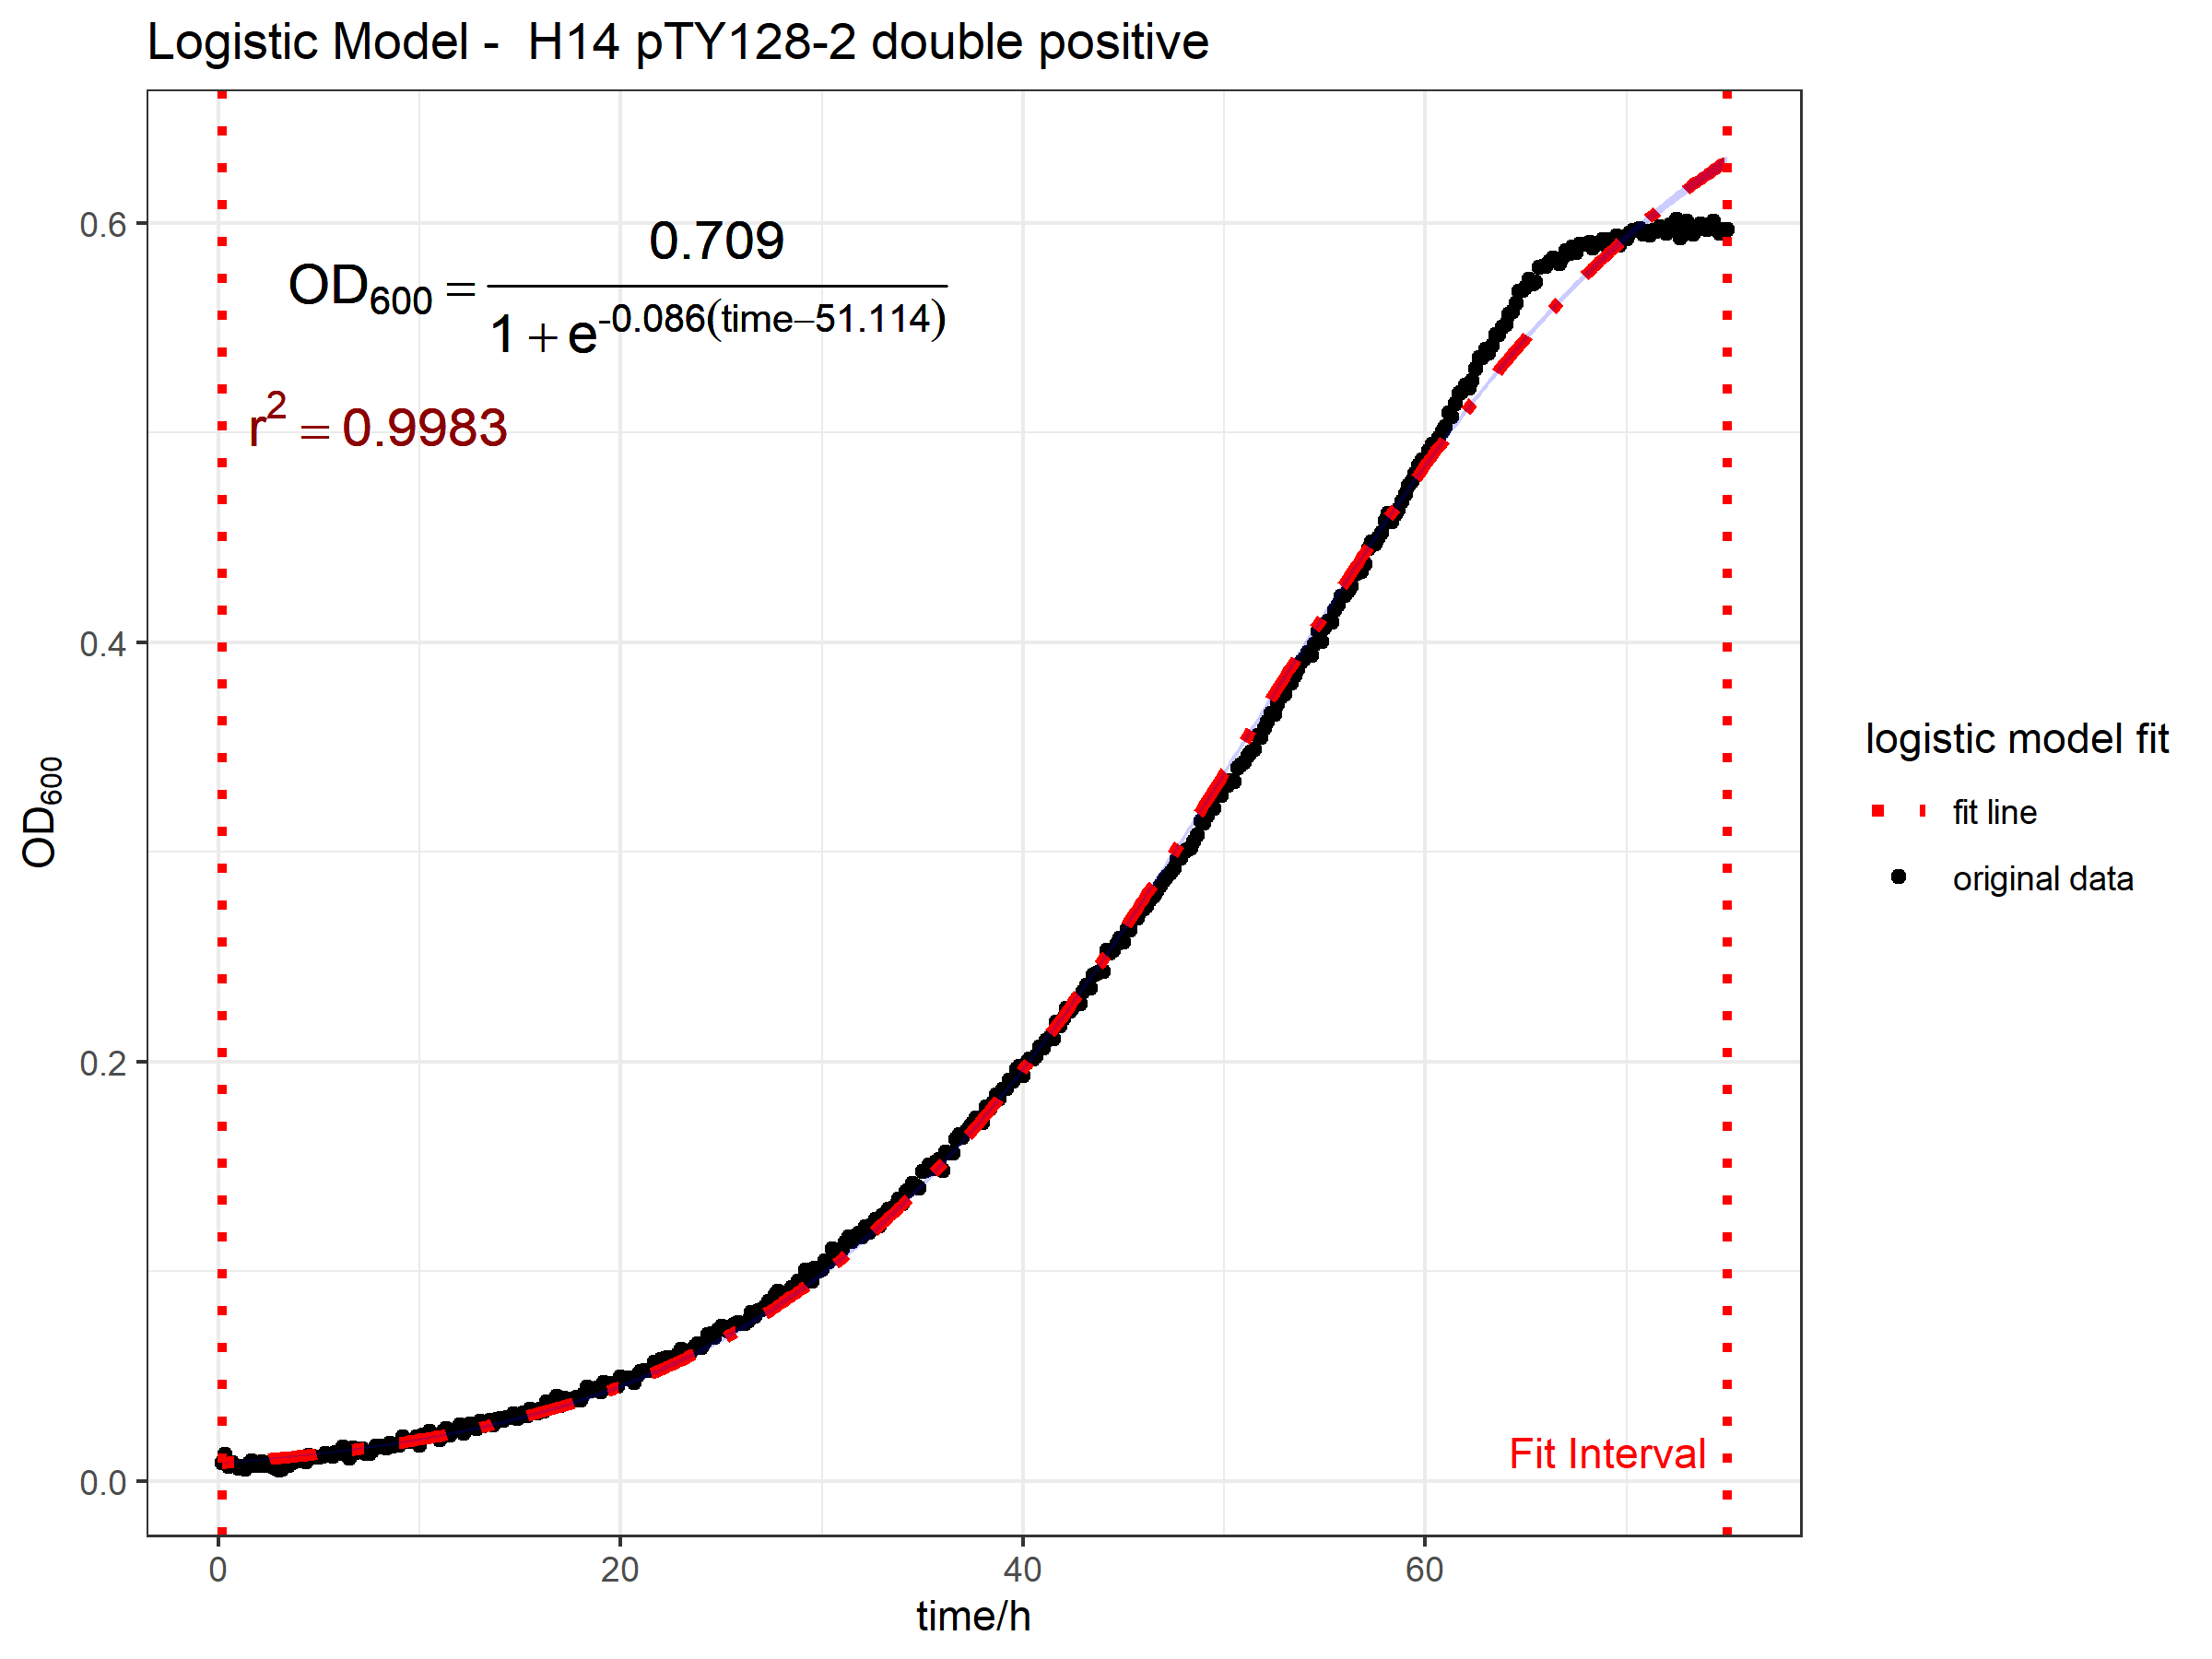 Logistic Model -  H14 pTY128-2 double positive
OD₆₀₀ = 0.709 / (1 + e^-0.086(time−51.114))
r² = 0.9983
0.6
0.4
0.2
0.0
OD₆₀₀
Fit Interval
0 20 40 60
time/h
logistic model fit
fit line
original data